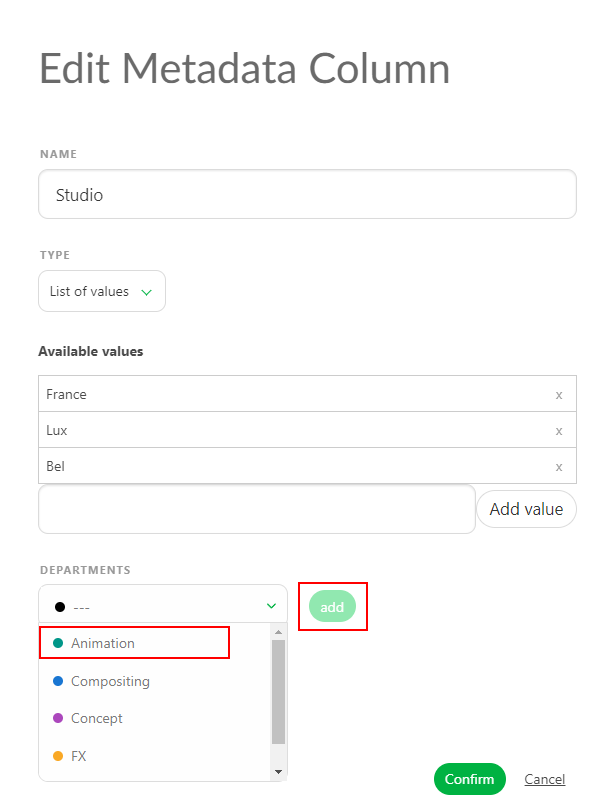 Edit Metadata Column
NAME
Studio
TYPE
List of values
Available values
France x
Lux x
Bel x
Add value
DEPARTMENTS
--- add
Animation
Compositing
Concept
FX
Confirm Cancel